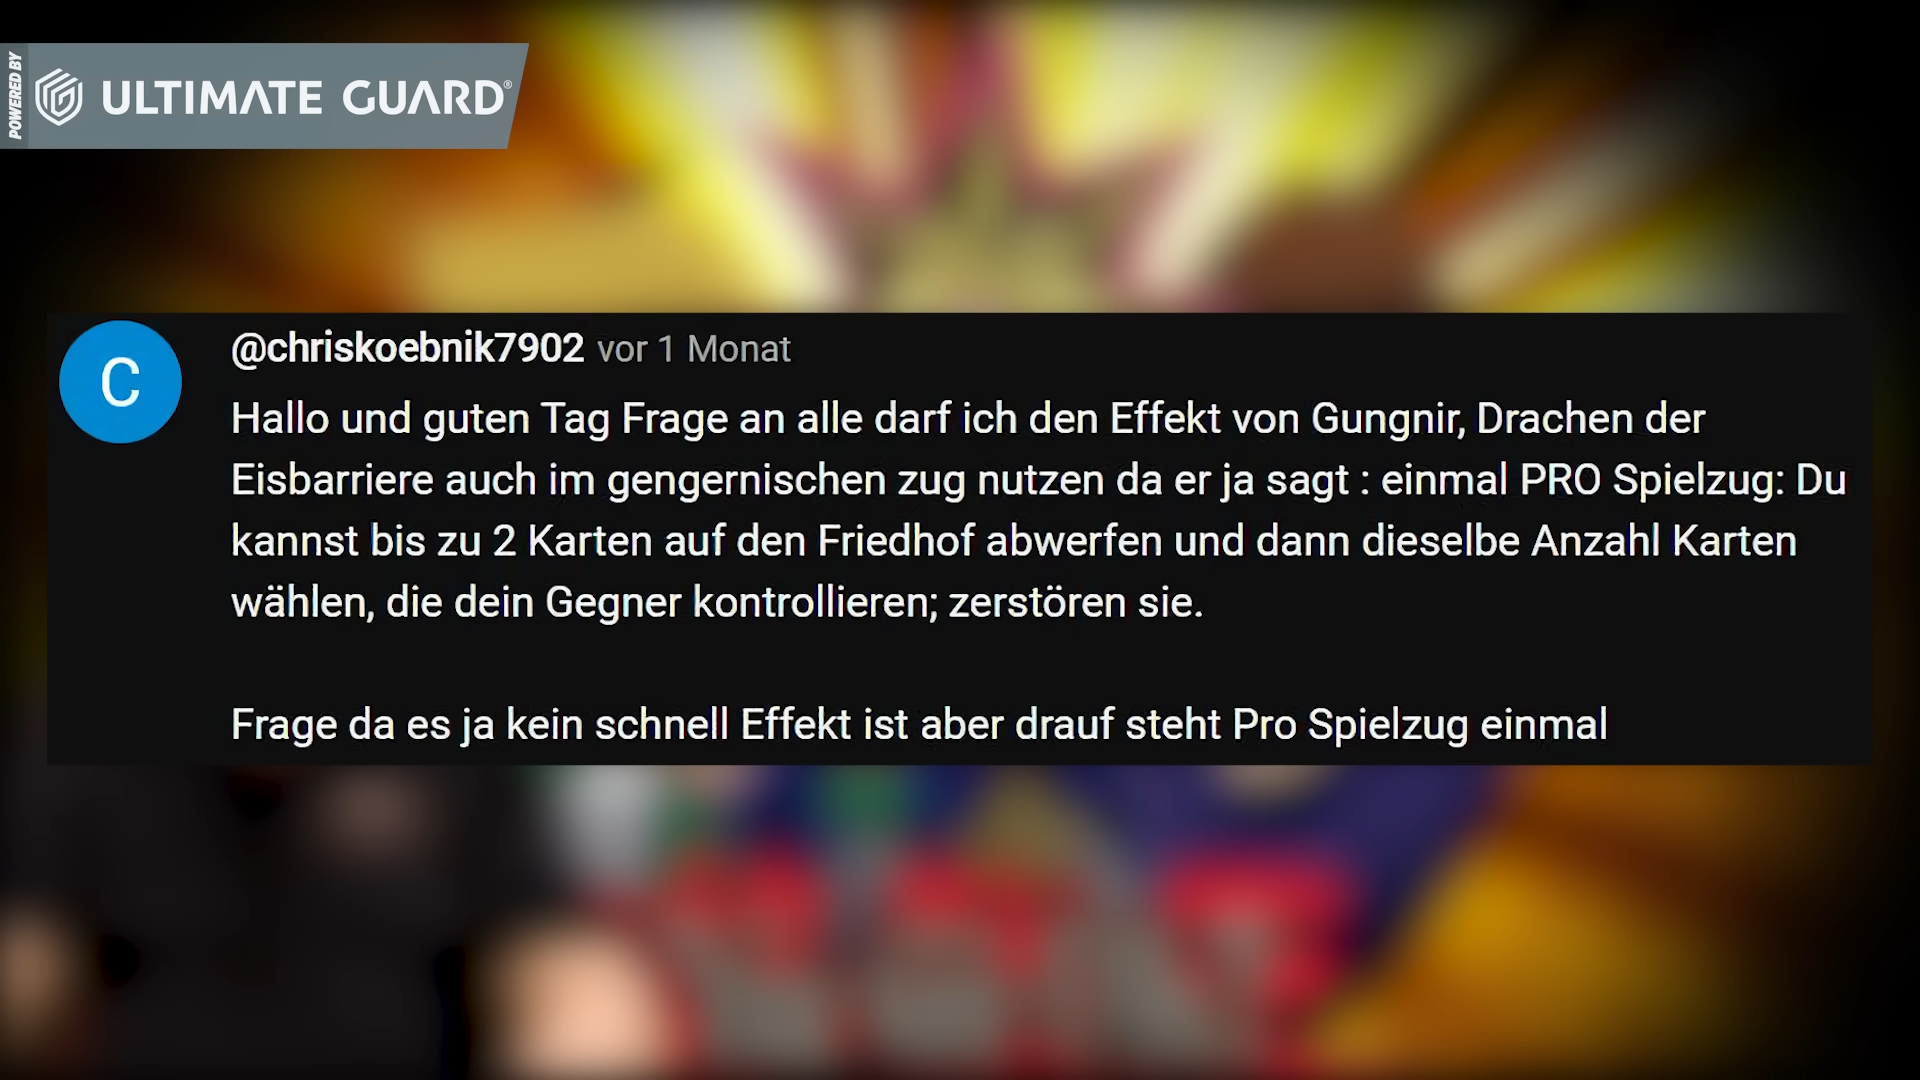 POWERED BY
ULTIMATE GUARD®
C
@chriskoebnik7902 vor 1 Monat
Hallo und guten Tag Frage an alle darf ich den Effekt von Gungnir, Drachen der
Eisbarriere auch im gengernischen zug nutzen da er ja sagt : einmal PRO Spielzug: Du
kannst bis zu 2 Karten auf den Friedhof abwerfen und dann dieselbe Anzahl Karten
wählen, die dein Gegner kontrollieren; zerstören sie.
Frage da es ja kein schnell Effekt ist aber drauf steht Pro Spielzug einmal